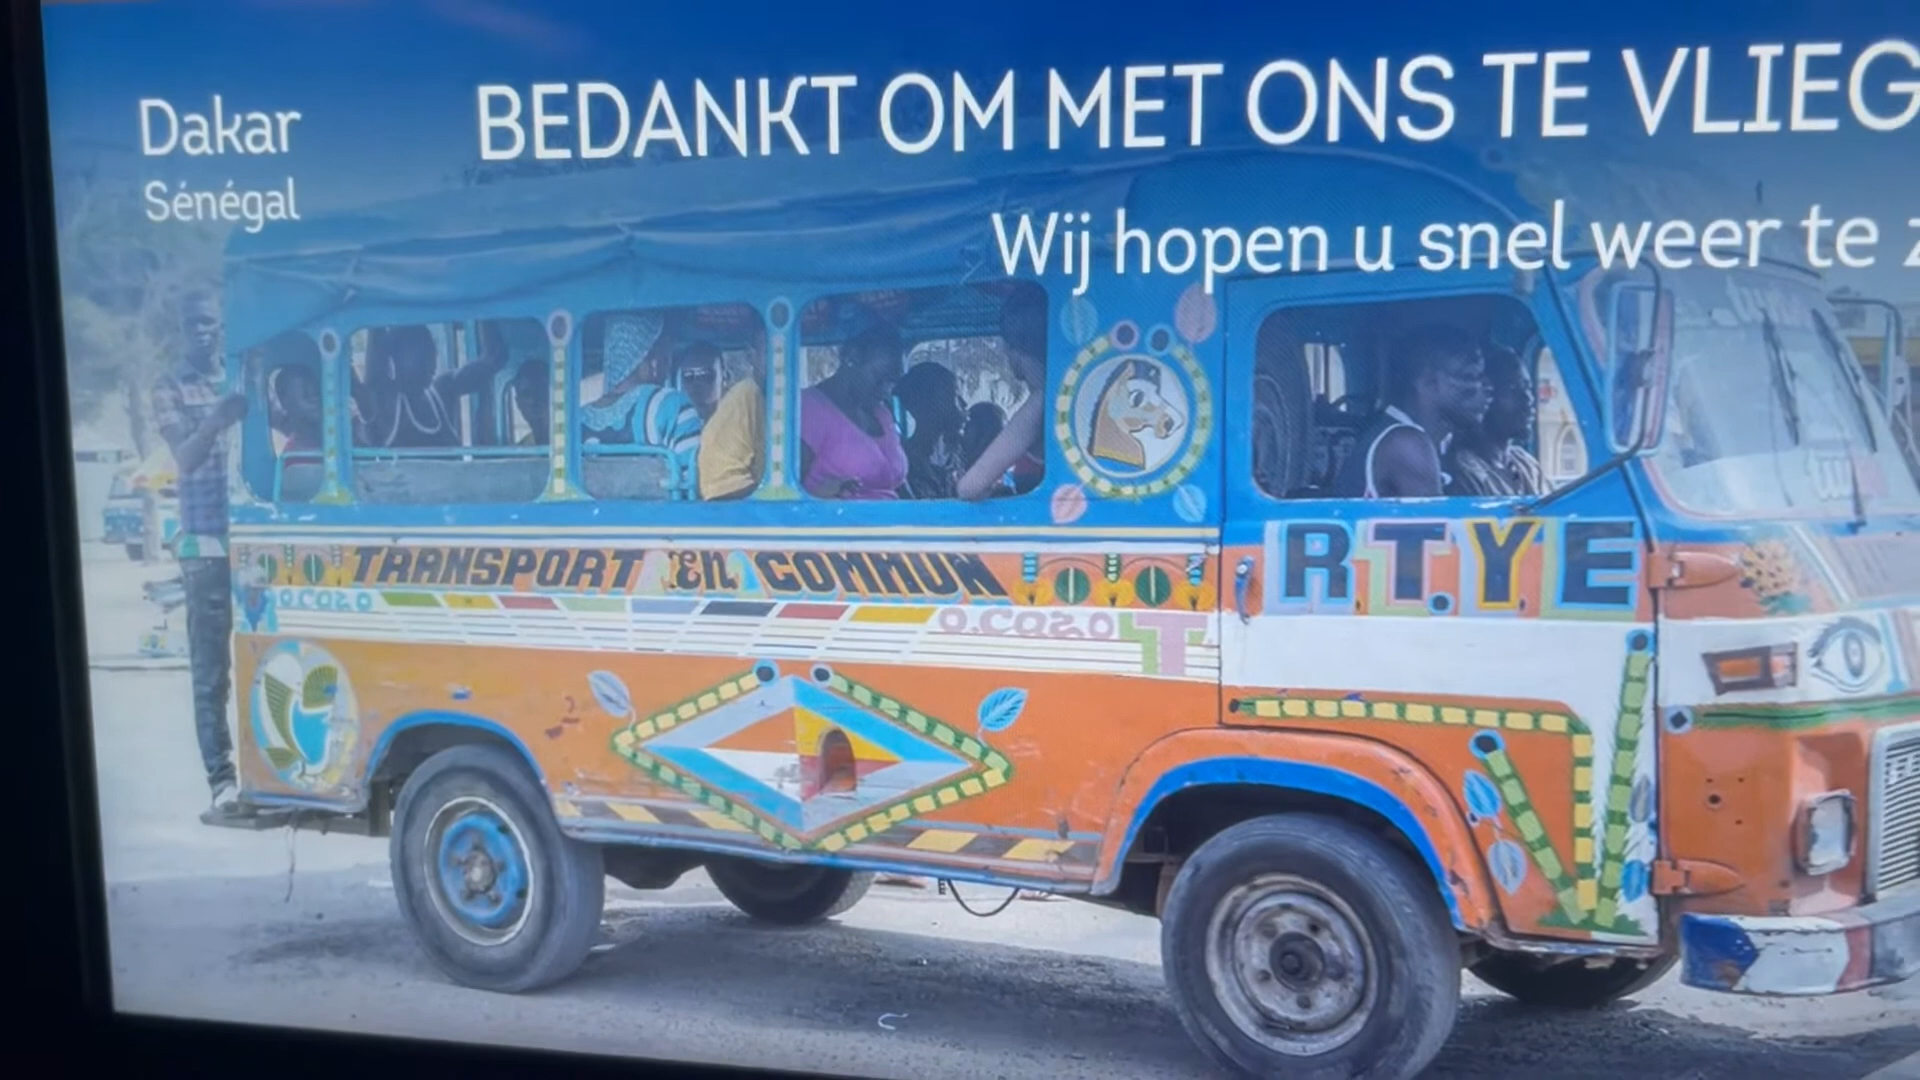 Dakar
Sénégal
BEDANKT OM MET ONS TE VLIEG
Wij hopen u snel weer te z
TRANSPORT En COMMUN
R.T.Y.E
T